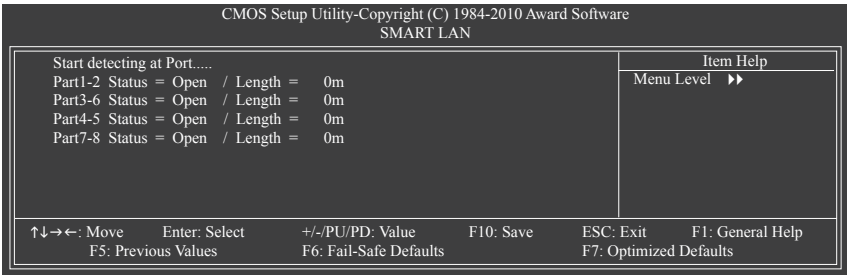 CMOS Setup Utility-Copyright (C) 1984-2010 Award Software
SMART LAN
Start detecting at Port.....
Part1-2 Status = Open / Length = 0m
Part3-6 Status = Open / Length = 0m
Part4-5 Status = Open / Length = 0m
Part7-8 Status = Open / Length = 0m
Item Help
Menu Level ▶▶
↑↓→←: Move Enter: Select +/-/PU/PD: Value F10: Save ESC: Exit F1: General Help
F5: Previous Values F6: Fail-Safe Defaults F7: Optimized Defaults